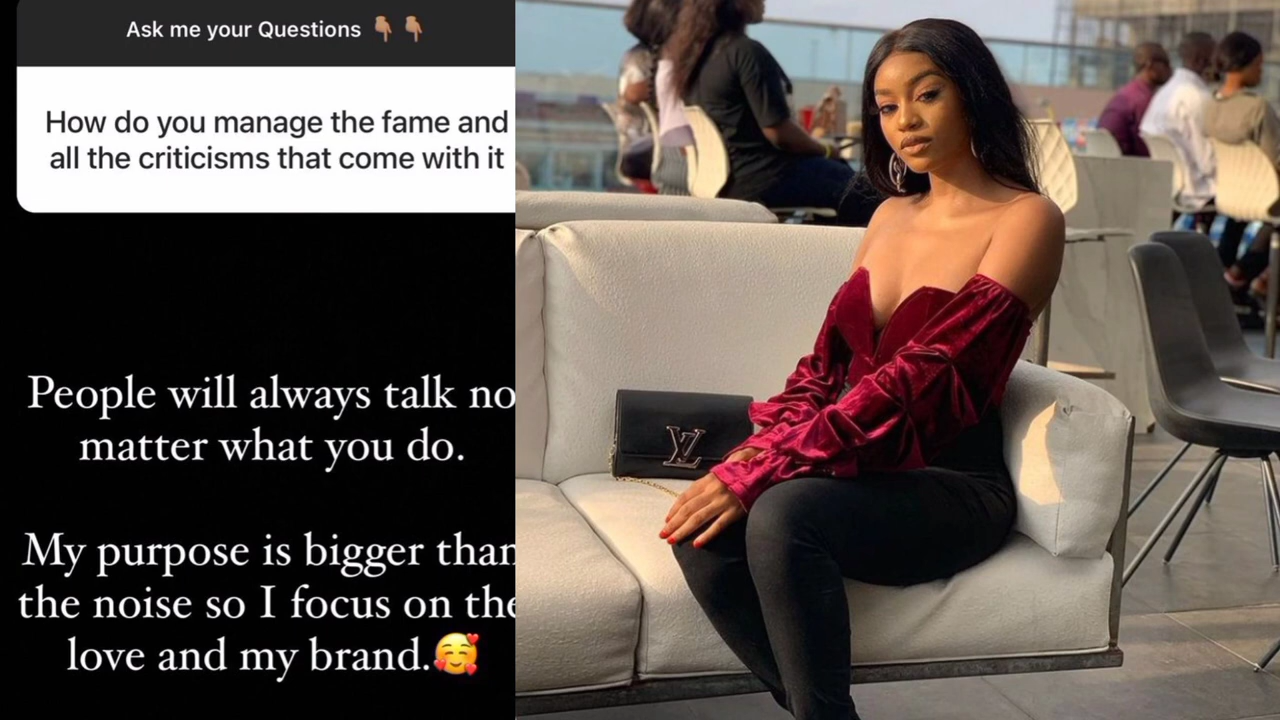 Ask me your Questions 👇🏽 👇🏽
How do you manage the fame and
all the criticisms that come with it
People will always talk no
matter what you do.
My purpose is bigger than
the noise so I focus on the
love and my brand.🥰
LV